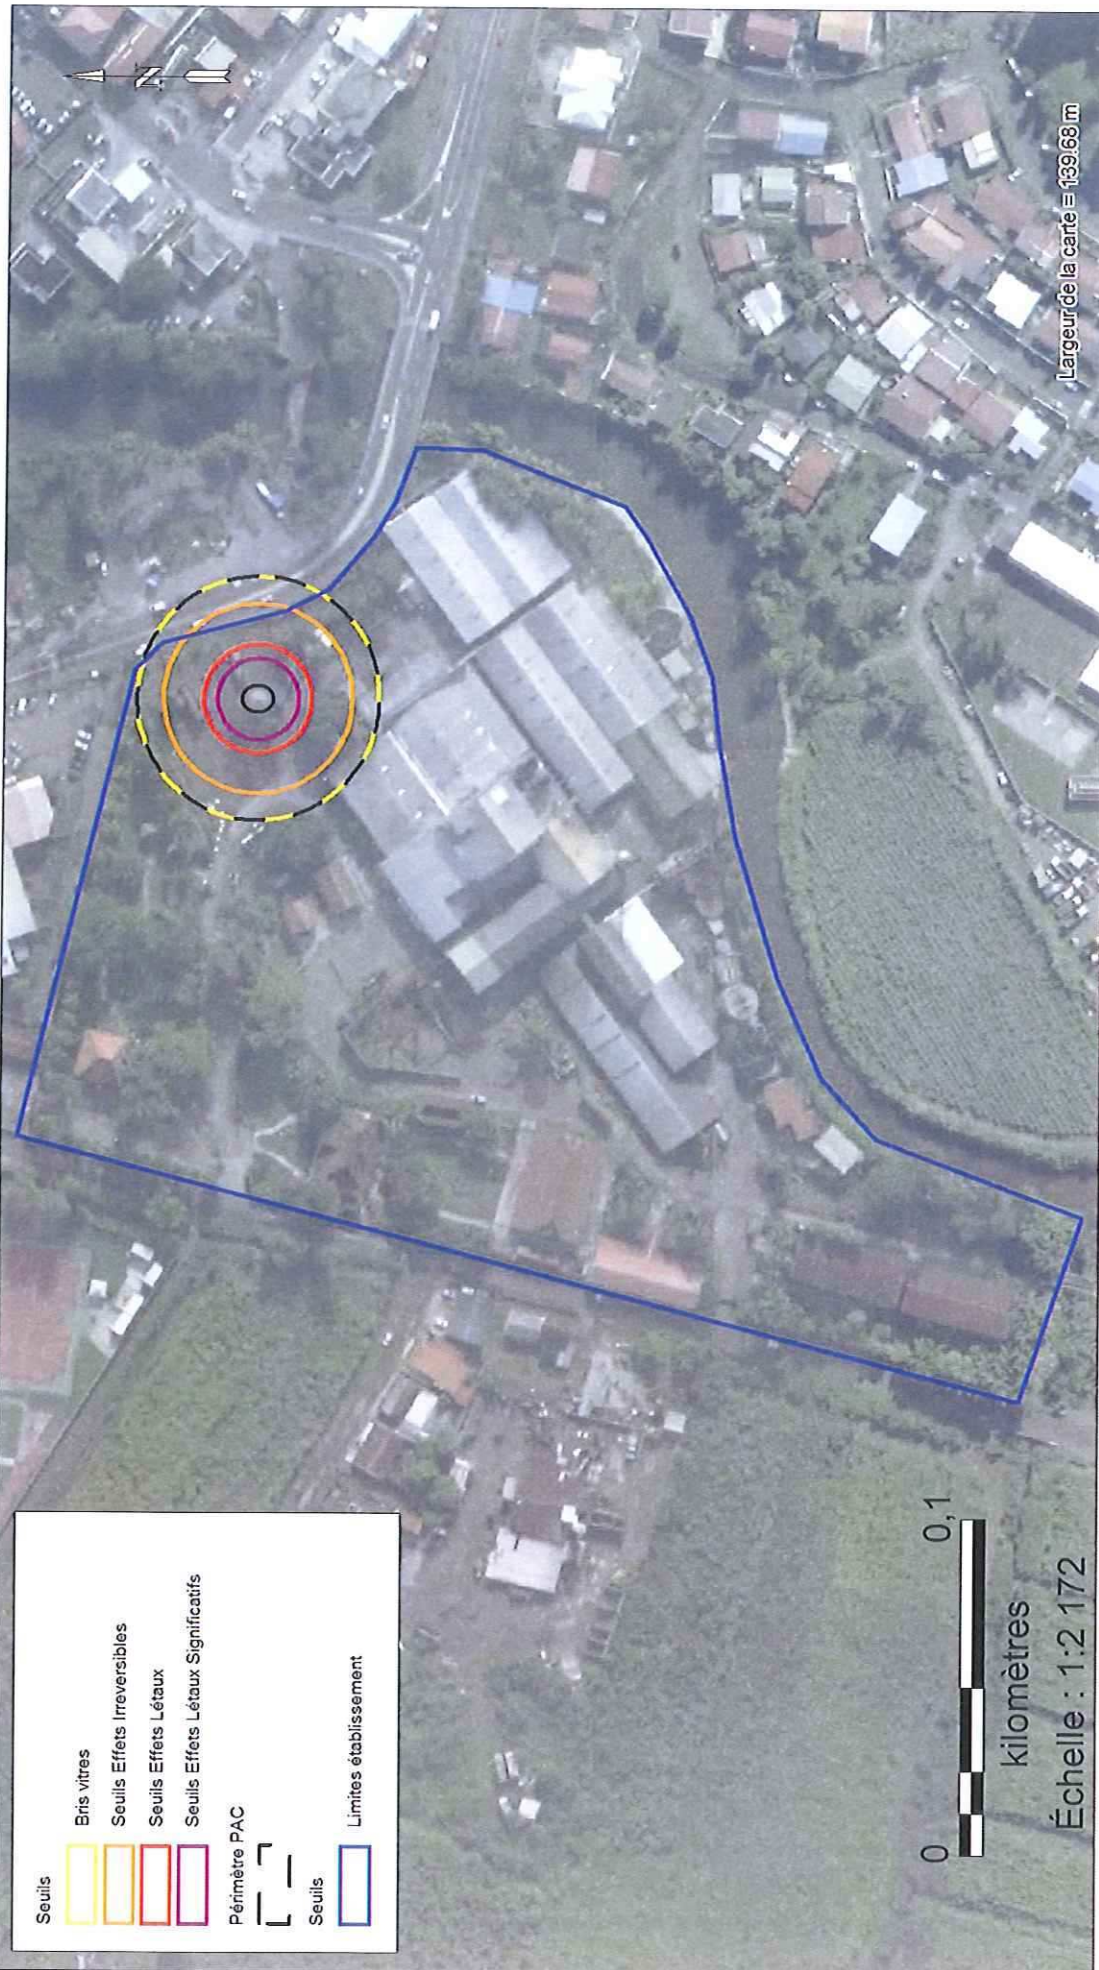 N
Seuils
Bris vitres
Seuils Effets Irreversibles
Seuils Effets Létaux
Seuils Effets Létaux Significatifs
Périmètre PAC
Seuils
Limites établissement
0 0,1
kilomètres
Échelle : 1:2 172
Largeur de la carte = 139.68 m